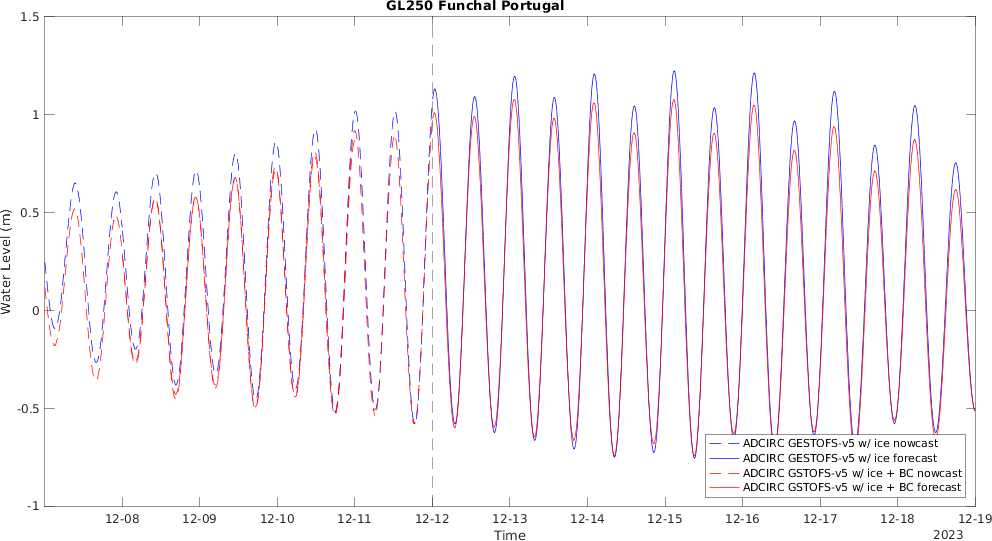 GL250 Funchal Portugal
1.5
1
0.5
0
-0.5
-1
Water Level (m)
ADCIRC GESTOFS-v5 w/ ice nowcast
ADCIRC GESTOFS-v5 w/ ice forecast
ADCIRC GSTOFS-v5 w/ ice + BC nowcast
ADCIRC GSTOFS-v5 w/ ice + BC forecast
12-08 12-09 12-10 12-11 12-12 12-13 12-14 12-15 12-16 12-17 12-18 12-19
Time
2023